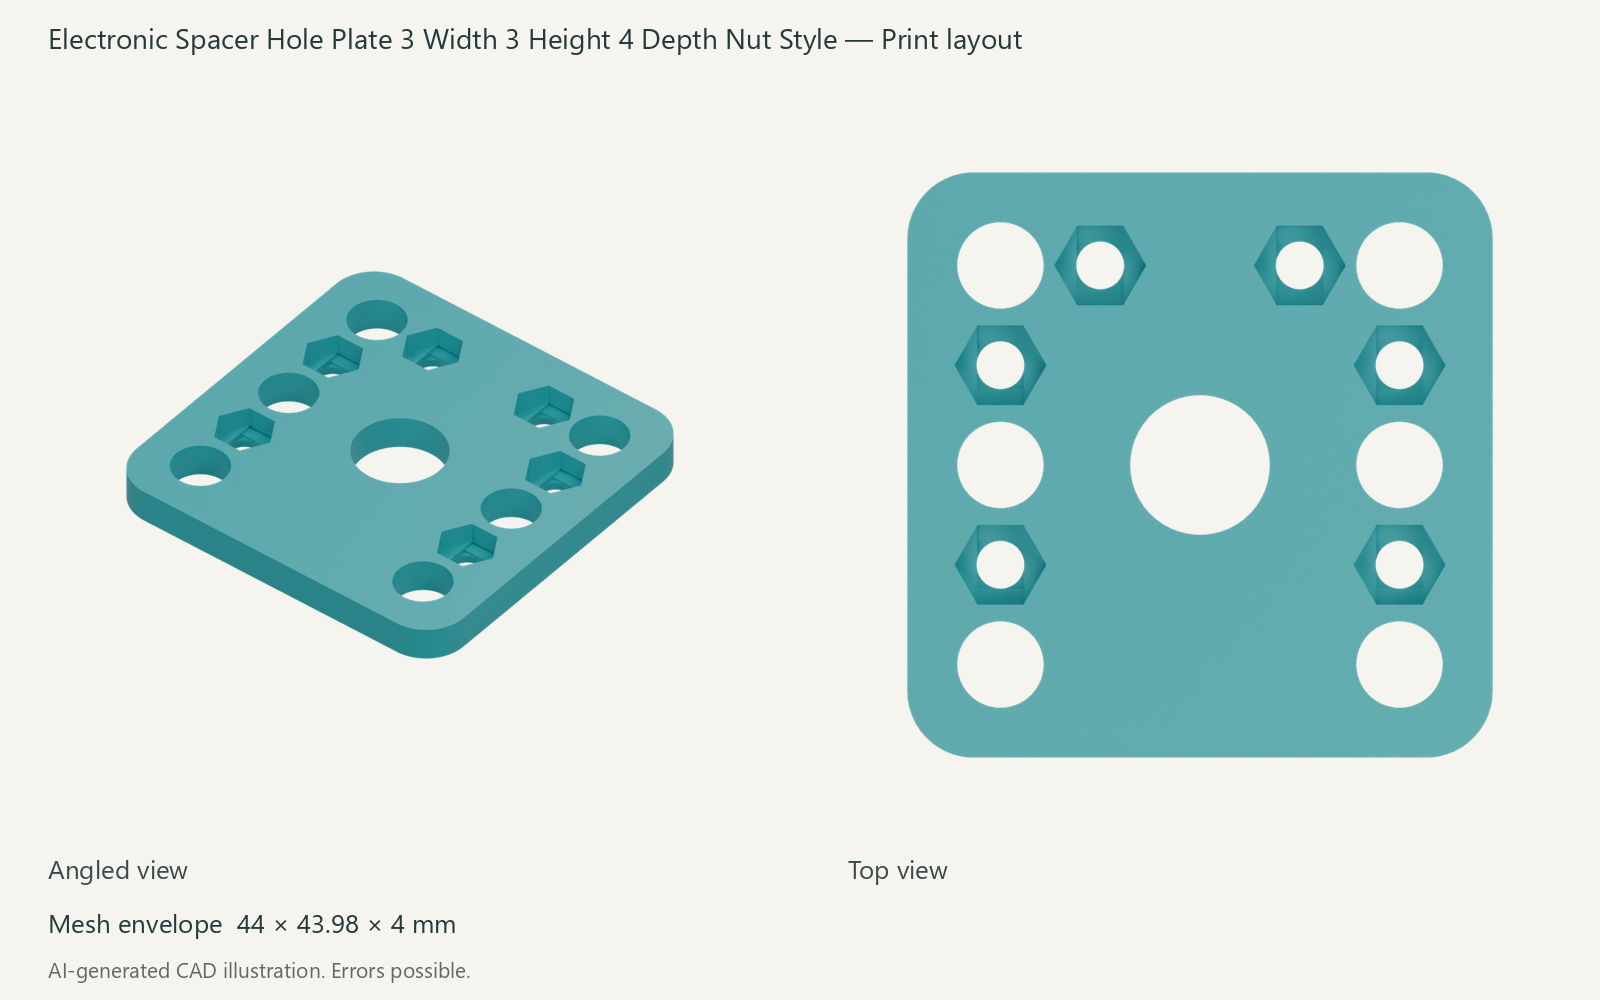 Electronic Spacer Hole Plate 3 Width 3 Height 4 Depth Nut Style — Print layout
Angled view
Top view
Mesh envelope 44 × 43.98 × 4 mm
AI-generated CAD illustration. Errors possible.